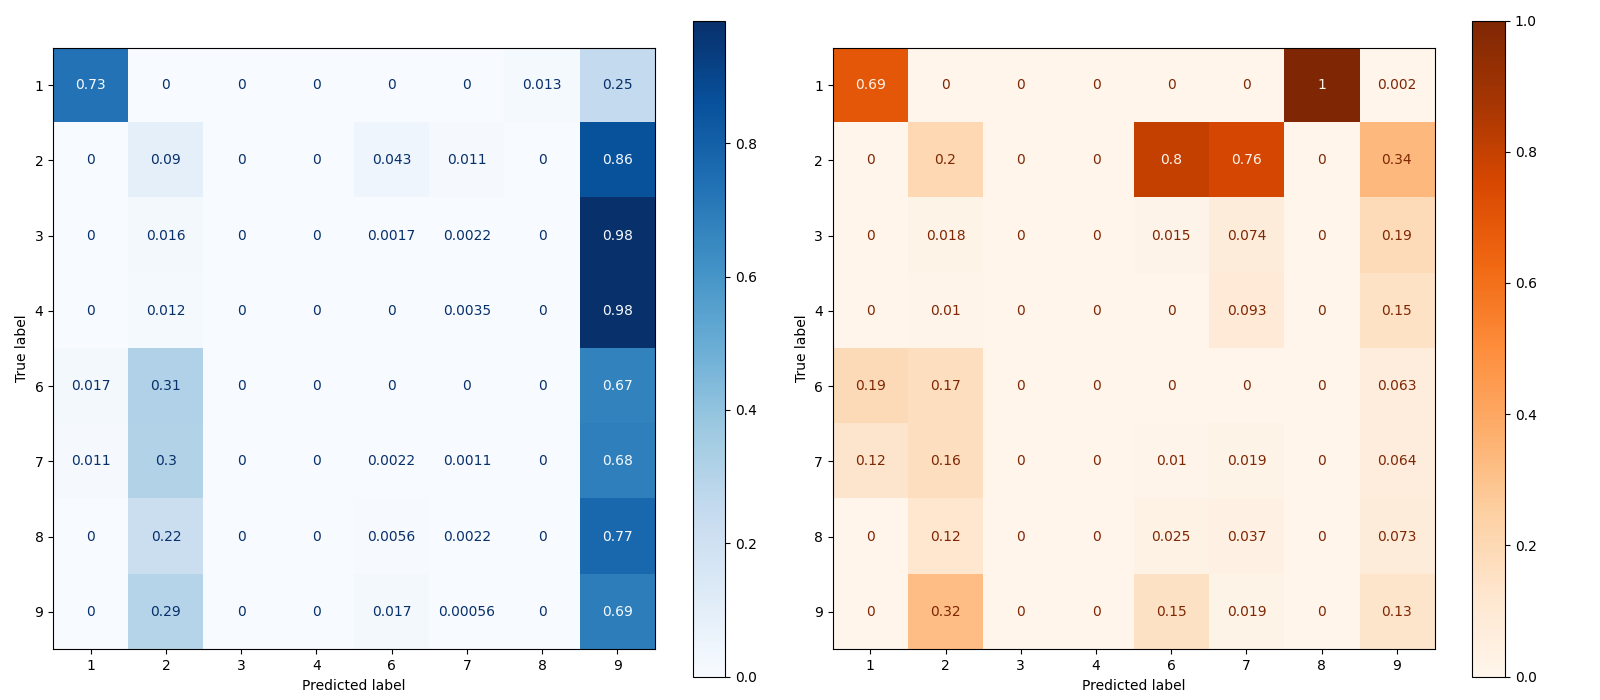 1.0
1 0.73 0 0 0 0 0 0.013 0.25 1 0.69 0 0 0 0 0 1 0.002
2 0 0.09 0 0 0.043 0.011 0 0.86 0.8 2 0 0.2 0 0 0.8 0.76 0 0.34 0.8
3 0 0.016 0 0 0.0017 0.0022 0 0.98 0.6 3 0 0.018 0 0 0.015 0.074 0 0.19 0.6
4 0 0.012 0 0 0 0.0035 0 0.98 4 0 0.01 0 0 0 0.093 0 0.15
True label True label
6 0.017 0.31 0 0 0 0 0 0.67 0.4 6 0.19 0.17 0 0 0 0 0 0.063 0.4
7 0.011 0.3 0 0 0.0022 0.0011 0 0.68 7 0.12 0.16 0 0 0.01 0.019 0 0.064
8 0 0.22 0 0 0.0056 0.0022 0 0.77 0.2 8 0 0.12 0 0 0.025 0.037 0 0.073 0.2
9 0 0.29 0 0 0.017 0.00056 0 0.69 9 0 0.32 0 0 0.15 0.019 0 0.13
1 2 3 4 6 7 8 9 0.0 1 2 3 4 6 7 8 9 0.0
Predicted label Predicted label